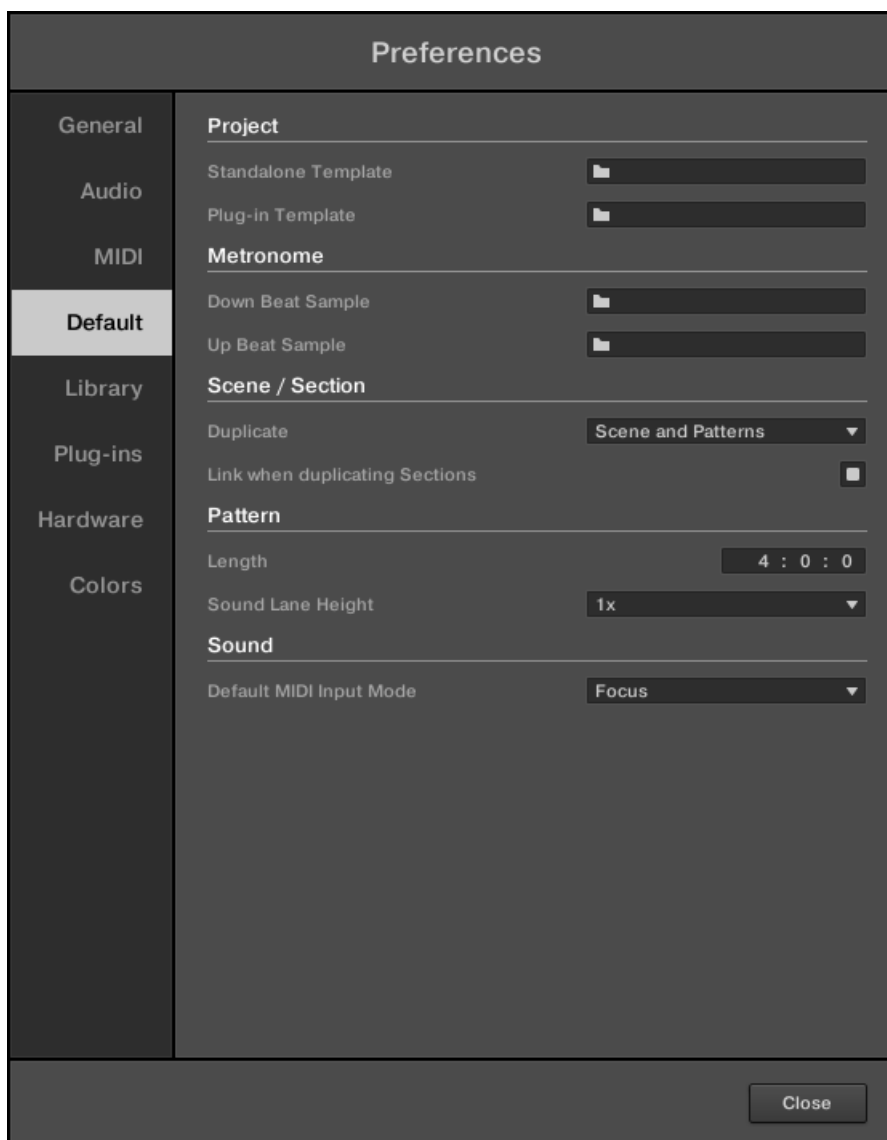 Preferences
General
Audio
MIDI
Default
Library
Plug-ins
Hardware
Colors
Project
Standalone Template
Plug-in Template
Metronome
Down Beat Sample
Up Beat Sample
Scene / Section
Duplicate Scene and Patterns
Link when duplicating Sections
Pattern
Length 4 : 0 : 0
Sound Lane Height 1x
Sound
Default MIDI Input Mode Focus
Close